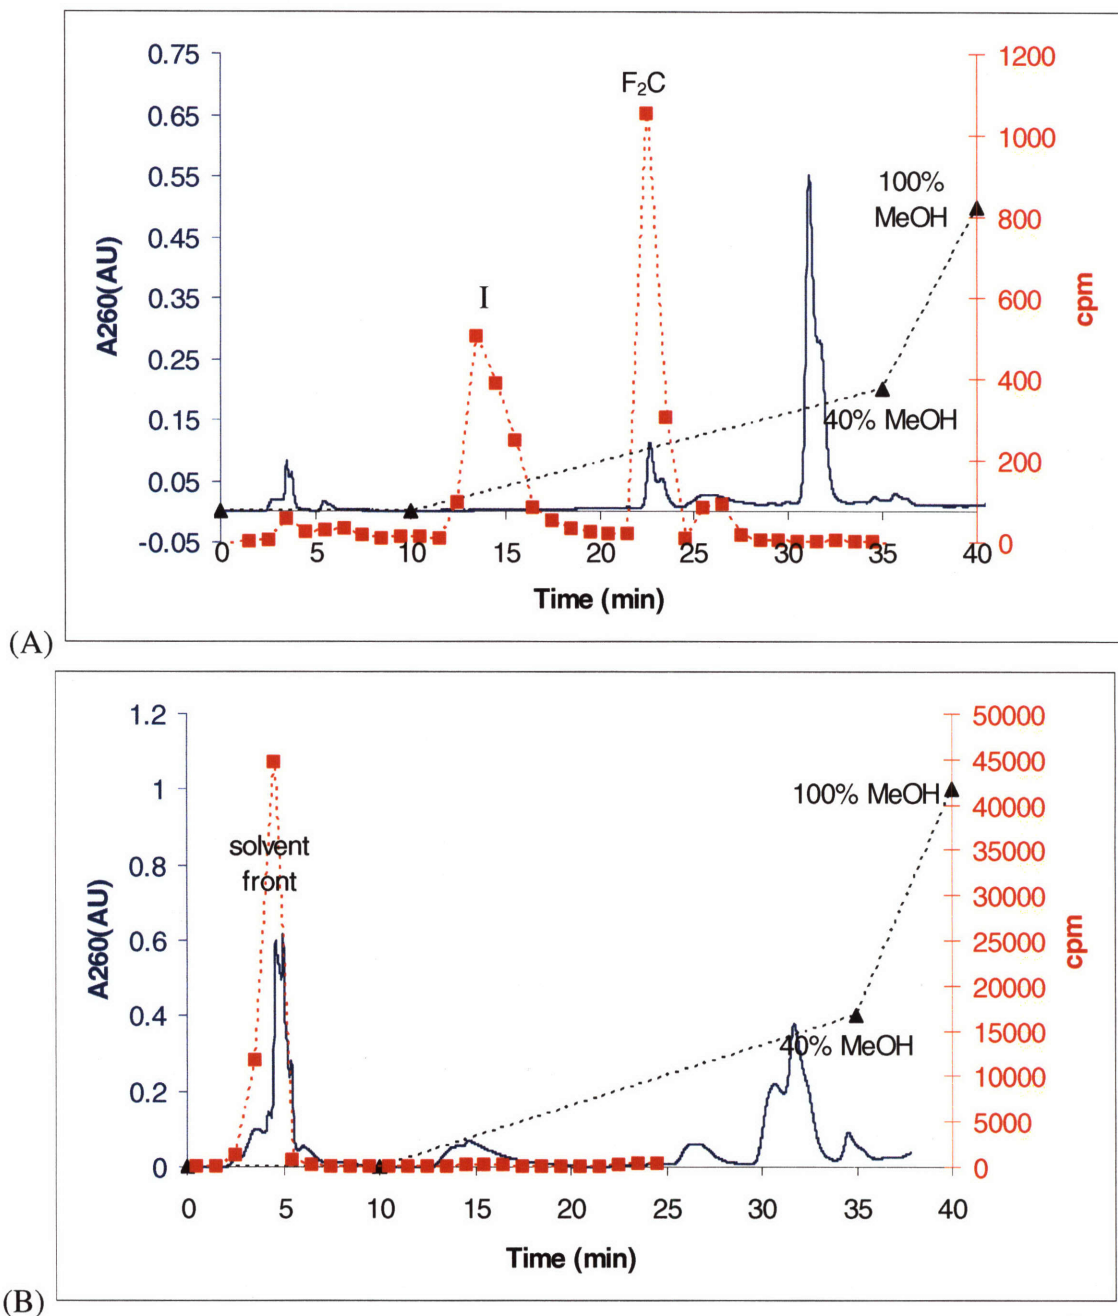 0.75
0.65
0.55
0.45
0.35
0.25
0.15
0.05
-0.05
A260(AU)
F₂C
I
100%
MeOH
40% MeOH
1200
1000
800
600
400
200
0
cpm
0 5 10 15 20 25 30 35 40
Time (min)
(A)
1.2
1
0.8
0.6
0.4
0.2
0
A260(AU)
solvent
front
100% MeOH
40% MeOH
50000
45000
40000
35000
30000
25000
20000
15000
10000
5000
0
cpm
0 5 10 15 20 25 30 35 40
Time (min)
(B)